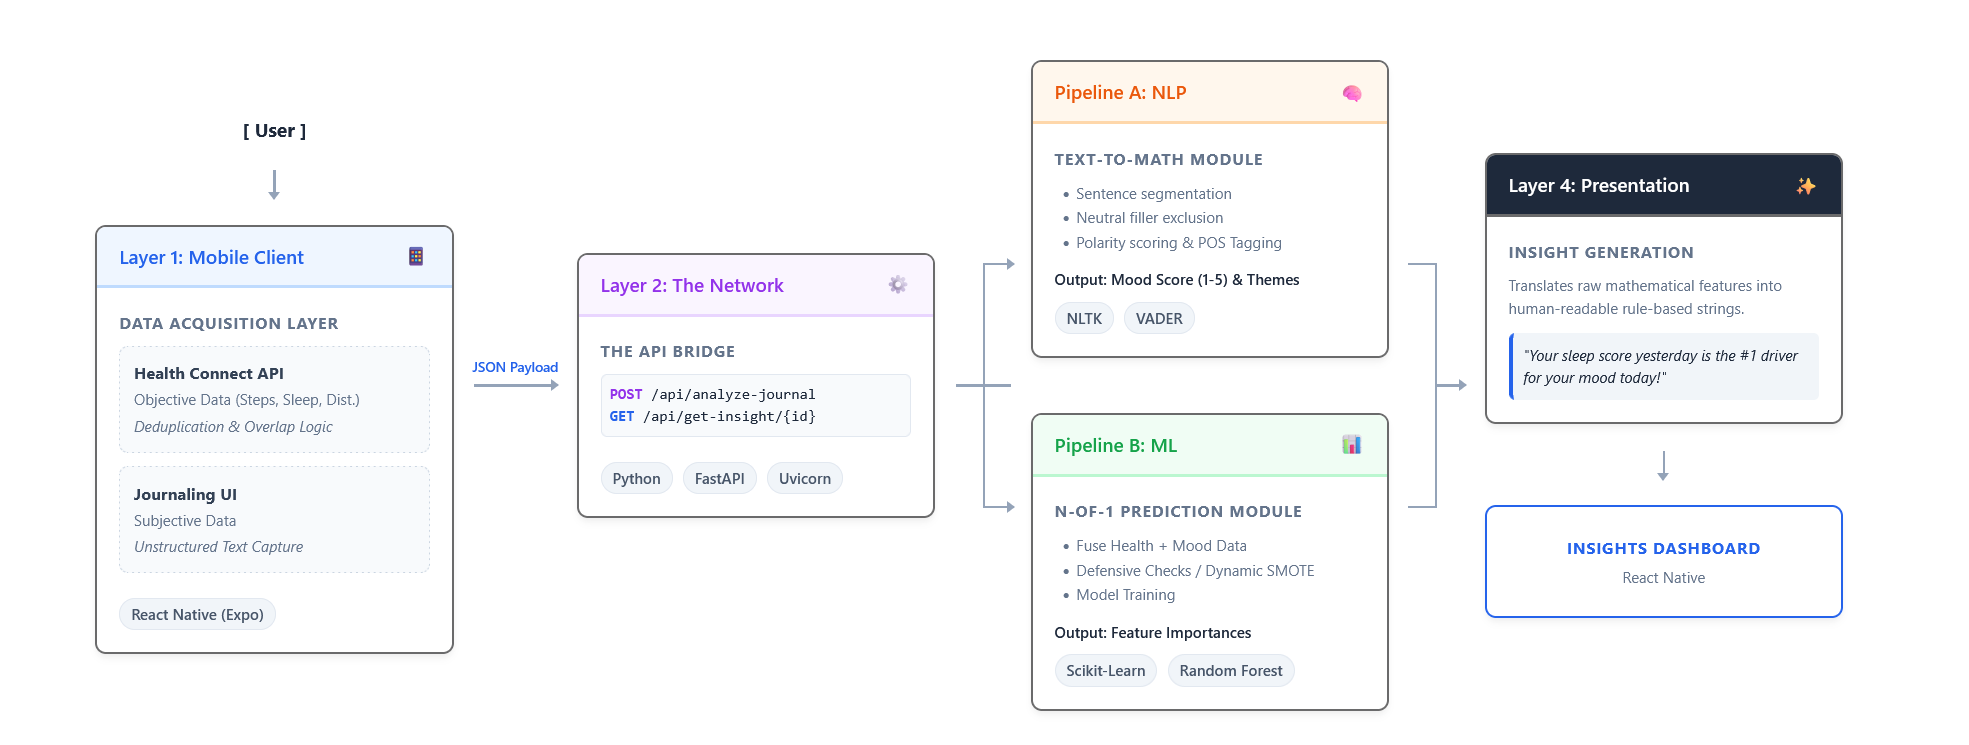 [ User ]
Layer 1: Mobile Client
DATA ACQUISITION LAYER
Health Connect API
Objective Data (Steps, Sleep, Dist.)
Deduplication & Overlap Logic
Journaling UI
Subjective Data
Unstructured Text Capture
React Native (Expo)
JSON Payload
Layer 2: The Network
THE API BRIDGE
POST /api/analyze-journal
GET /api/get-insight/{id}
Python FastAPI Uvicorn
Pipeline A: NLP
TEXT-TO-MATH MODULE
• Sentence segmentation
• Neutral filler exclusion
• Polarity scoring & POS Tagging
Output: Mood Score (1-5) & Themes
NLTK VADER
Pipeline B: ML
N-OF-1 PREDICTION MODULE
• Fuse Health + Mood Data
• Defensive Checks / Dynamic SMOTE
• Model Training
Output: Feature Importances
Scikit-Learn Random Forest
Layer 4: Presentation
INSIGHT GENERATION
Translates raw mathematical features into
human-readable rule-based strings.
"Your sleep score yesterday is the #1 driver
for your mood today!"
INSIGHTS DASHBOARD
React Native